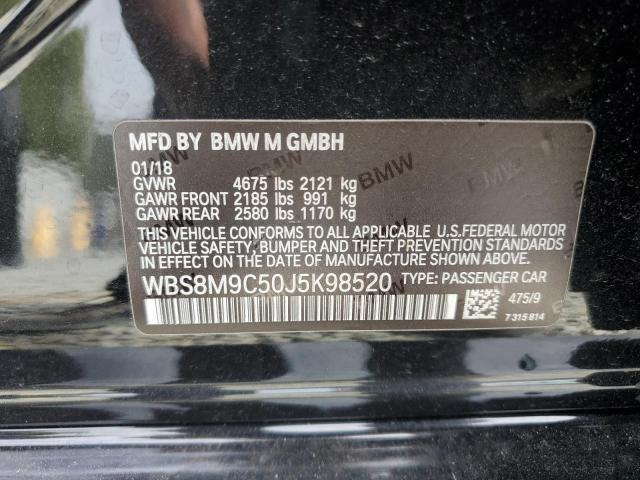 MFD BY BMW M GMBH
01/18
GVWR 4675 lbs 2121 kg
GAWR FRONT 2185 lbs 991 kg
GAWR REAR 2580 lbs 1170 kg
THIS VEHICLE CONFORMS TO ALL APPLICABLE U.S.FEDERAL MOTOR
VEHICLE SAFETY, BUMPER AND THEFT PREVENTION STANDARDS
IN EFFECT ON THE DATE OF MANUFACTURE SHOWN ABOVE.
WBS8M9C50J5K98520 TYPE: PASSENGER CAR
475/9
7 315 814